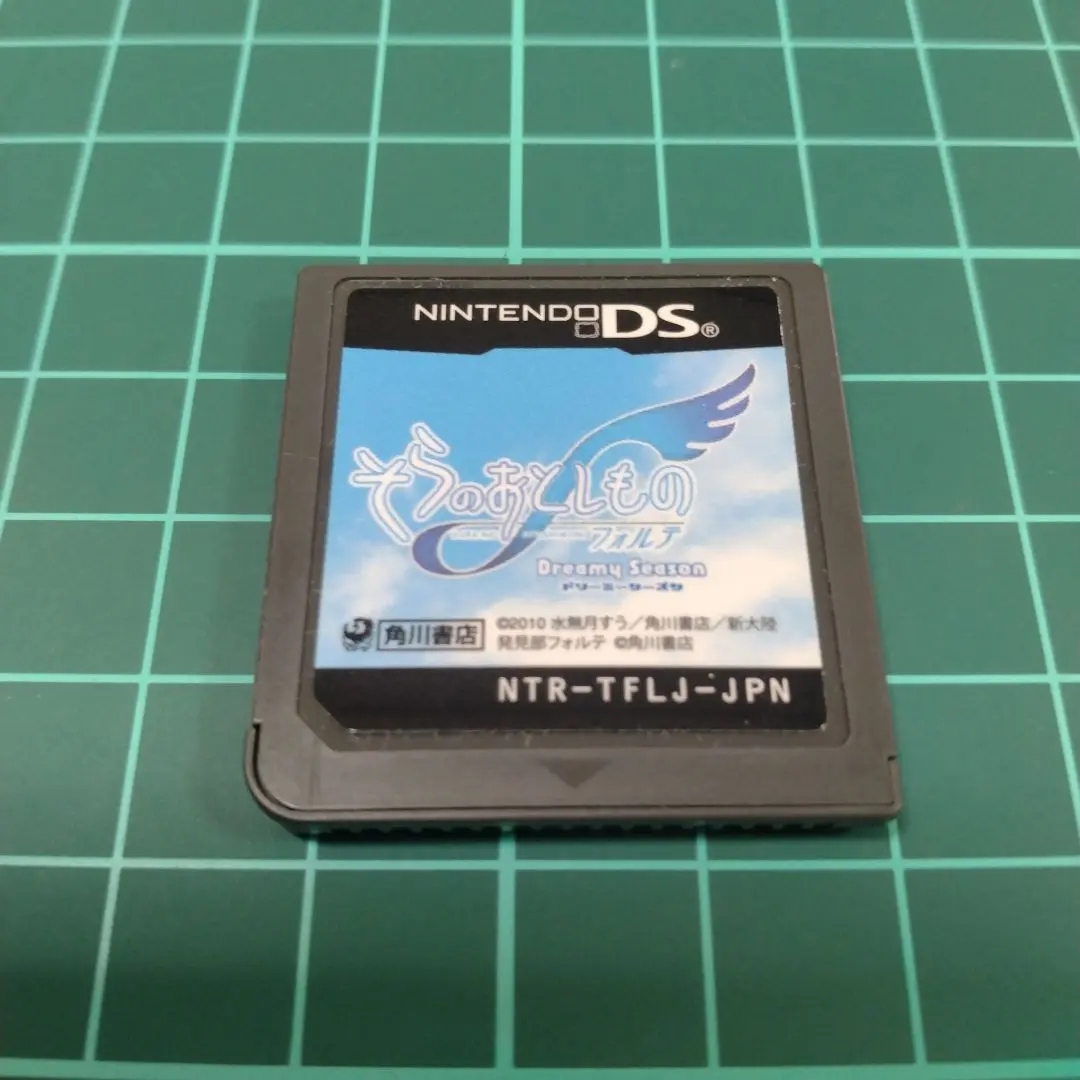 NINTENDO DS®
そらのおとしもの
f
フォルテ
Dreamy Season
ドリーミーシーズン
角川書店
©2010 水無月すう/角川書店/新大陸
発見部フォルテ ©角川書店
NTR-TFLJ-JPN